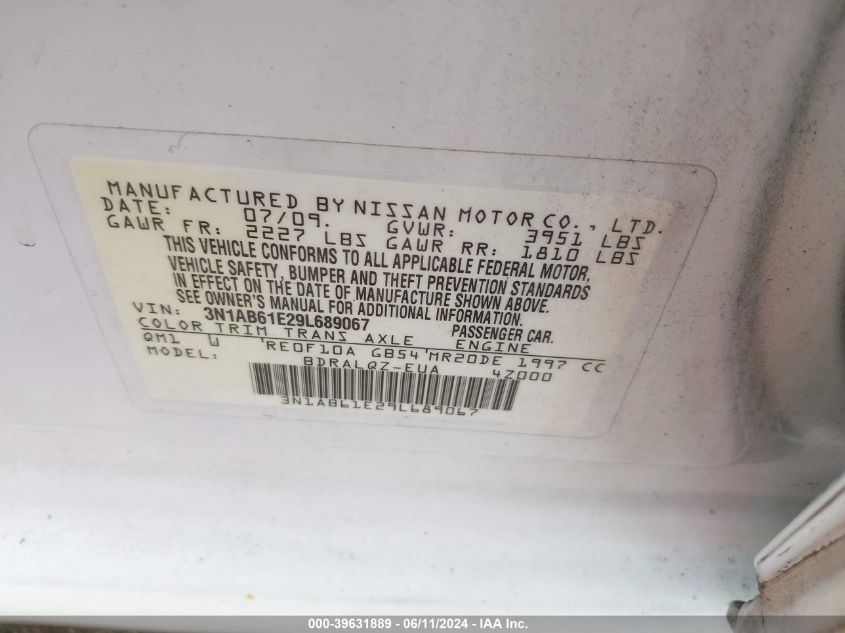 MANUFACTURED BY NISSAN MOTOR CO., LTD.
DATE: 07/09. GVWR: 3951 LBS
GAWR FR: 2227 LBS GAWR RR: 1810 LBS
THIS VEHICLE CONFORMS TO ALL APPLICABLE FEDERAL MOTOR
VEHICLE SAFETY, BUMPER AND THEFT PREVENTION STANDARDS
IN EFFECT ON THE DATE OF MANUFACTURE SHOWN ABOVE.
SEE OWNER'S MANUAL FOR ADDITIONAL INFORMATION.
VIN: 3N1AB61E29L689067 PASSENGER CAR.
COLOR TRIM TRANS AXLE ENGINE
QM1 W RE0F10A GB54 MR20DE 1997 CC
MODEL: BDRALQZ-EUA 4Z000
3N1AB61E29L689067
000-39631889 - 06/11/2024 - IAA Inc.